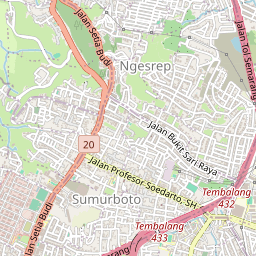 Jalan Setia Budi
Ngesrep
Jalan Tol Semarang
Jalan Bukit Sari Raya
20
Jalan Profesor Soedarto, SH
Tembalang
432
Sumurboto
Jalan Setia Budi
Tembalang
433